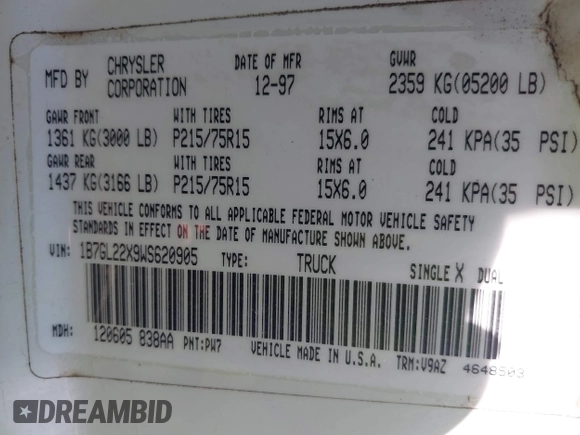 MFD BY CHRYSLER CORPORATION DATE OF MFR 12-97 GVWR 2359 KG(05200 LB)
GAWR FRONT WITH TIRES RIMS AT COLD
1361 KG(3000 LB) P215/75R15 15X6.0 241 KPA(35 PSI)
GAWR REAR WITH TIRES RIMS AT COLD
1437 KG(3166 LB) P215/75R15 15X6.0 241 KPA(35 PSI)
THIS VEHICLE CONFORMS TO ALL APPLICABLE FEDERAL MOTOR VEHICLE SAFETY
STANDARDS IN EFFECT ON THE DATE OF MANUFACTURE SHOWN ABOVE.
VIN: 1B7GL22X9WS620905 TYPE: TRUCK SINGLE X DUAL
MDH: 120605 838AA PNT:PW7 VEHICLE MADE IN U.S.A. TRM:V9AZ 4648503
DREAMBID